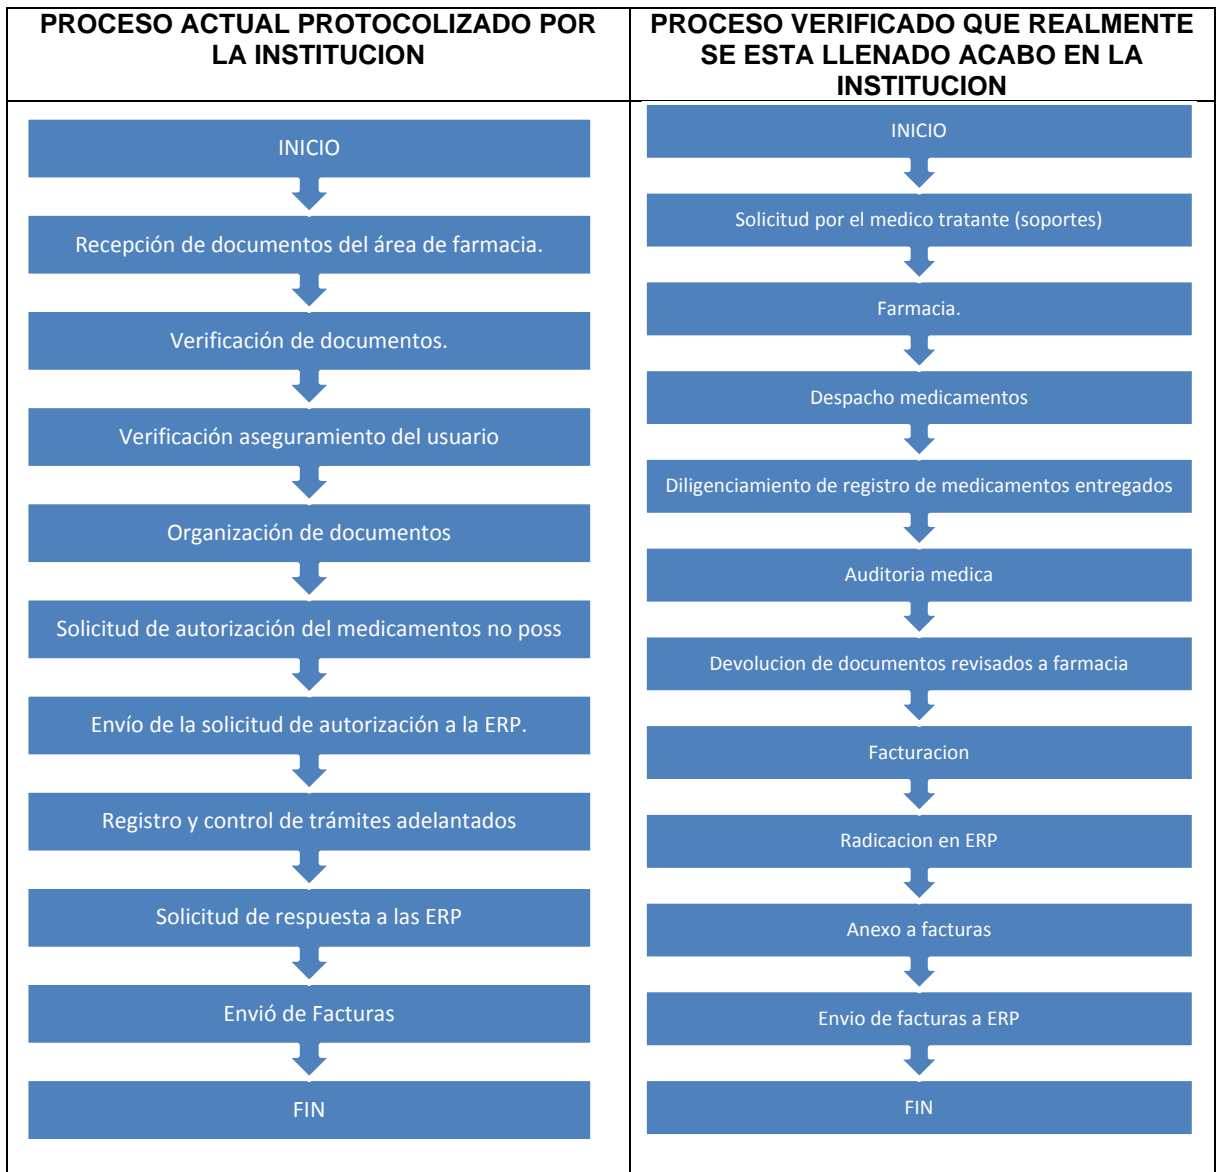 PROCESO ACTUAL PROTOCOLIZADO POR
LA INSTITUCION
INICIO
Recepción de documentos del área de farmacia.
Verificación de documentos.
Verificación aseguramiento del usuario
Organización de documentos
Solicitud de autorización del medicamentos no poss
Envío de la solicitud de autorización a la ERP.
Registro y control de trámites adelantados
Solicitud de respuesta a las ERP
Envió de Facturas
FIN
PROCESO VERIFICADO QUE REALMENTE
SE ESTA LLENADO ACABO EN LA
INSTITUCION
INICIO
Solicitud por el medico tratante (soportes)
Farmacia.
Despacho medicamentos
Diligenciamiento de registro de medicamentos entregados
Auditoria medica
Devolucion de documentos revisados a farmacia
Facturacion
Radicacion en ERP
Anexo a facturas
Envio de facturas a ERP
FIN